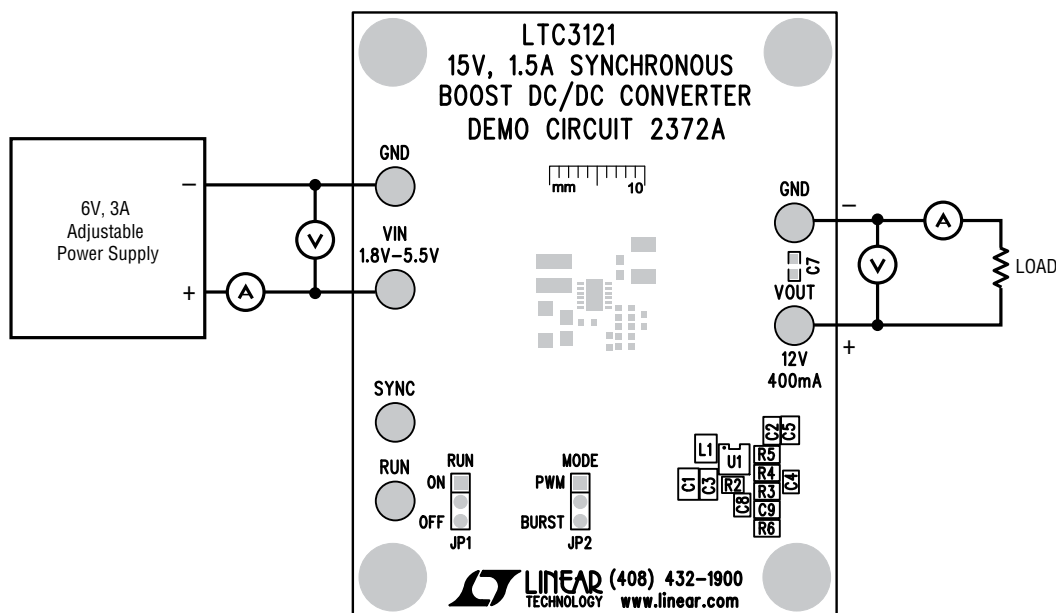 LTC3121
15V, 1.5A SYNCHRONOUS
BOOST DC/DC CONVERTER
DEMO CIRCUIT 2372A
6V, 3A
Adjustable
Power Supply
−
+
A
V
GND
VIN
1.8V–5.5V
mm 10
GND
−
C7
VOUT
+
12V
400mA
V
A
LOAD
SYNC
RUN
RUN
ON
OFF
JP1
MODE
PWM
BURST
JP2
L1
U1
C1
C3
R2
C8
C2
C5
R5
R4
R3
C9
R6
C4
LINEAR
TECHNOLOGY
(408) 432-1900
www.linear.com